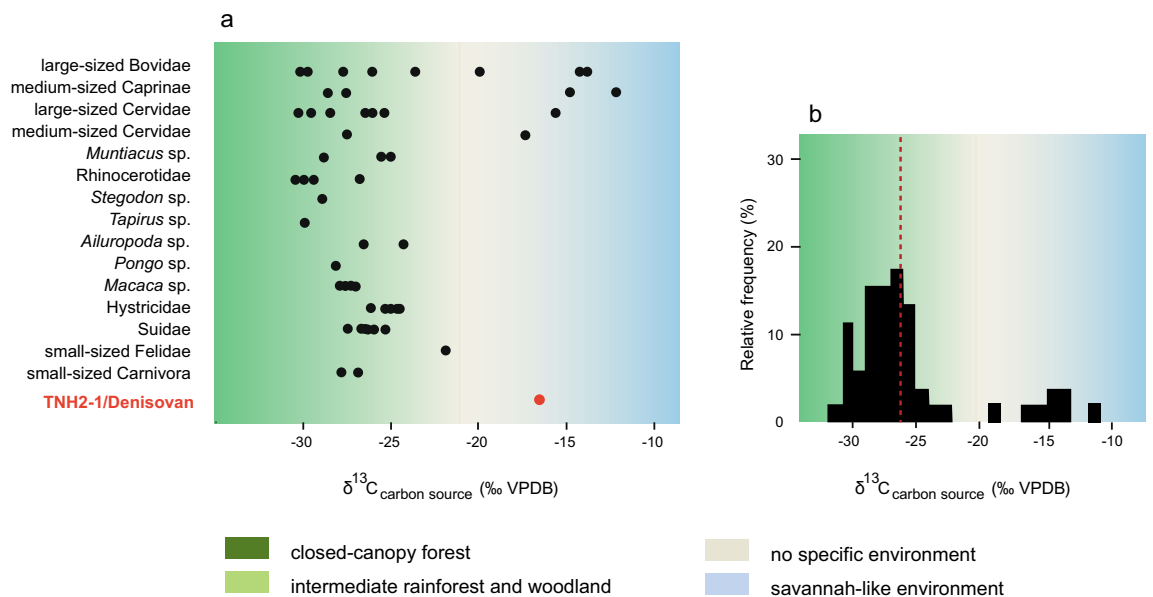 a
large-sized Bovidae
medium-sized Caprinae
large-sized Cervidae
medium-sized Cervidae
Muntiacus sp.
Rhinocerotidae
Stegodon sp.
Tapirus sp.
Ailuropoda sp.
Pongo sp.
Macaca sp.
Hystricidae
Suidae
small-sized Felidae
small-sized Carnivora
TNH2-1/Denisovan
-30 -25 -20 -15 -10
δ13Ccarbon source (‰ VPDB)
b
Relative frequency (%)
30
20
10
0
-30 -25 -20 -15 -10
δ13Ccarbon source (‰ VPDB)
closed-canopy forest
intermediate rainforest and woodland
no specific environment
savannah-like environment